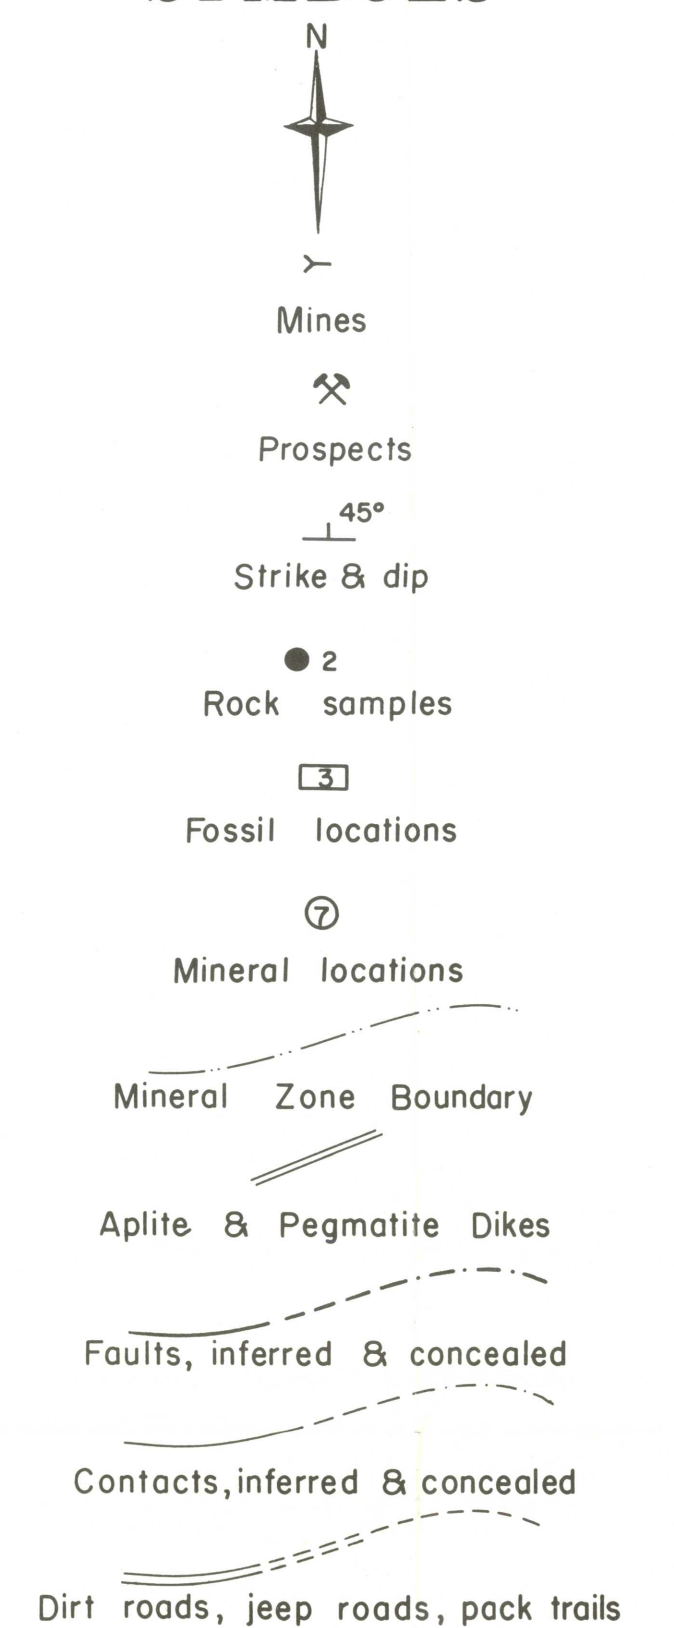 N
Mines
Prospects
45°
Strike & dip
2
Rock samples
3
Fossil locations
7
Mineral locations
Mineral Zone Boundary
Aplite & Pegmatite Dikes
Faults, inferred & concealed
Contacts, inferred & concealed
Dirt roads, jeep roads, pack trails